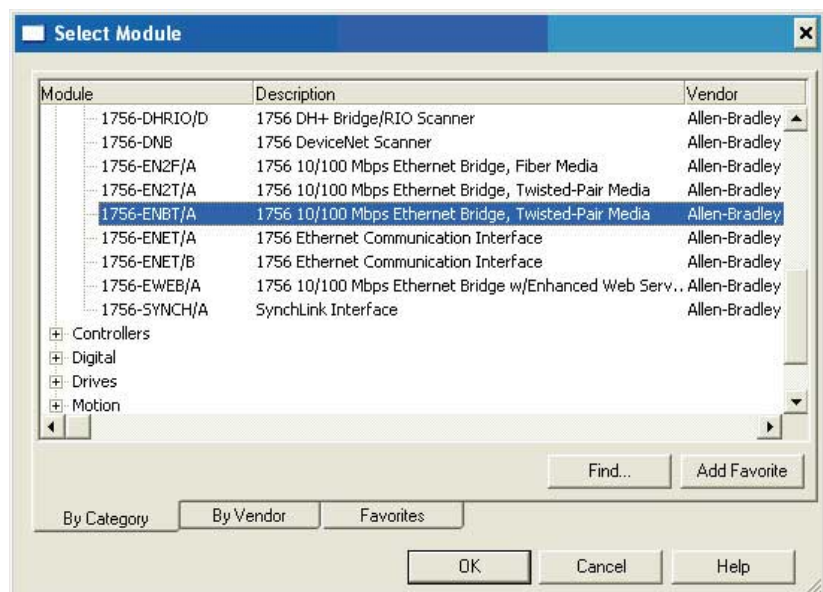 Select Module
Module Description Vendor
1756-DHRIO/D 1756 DH+ Bridge/RIO Scanner Allen-Bradley
1756-DNB 1756 DeviceNet Scanner Allen-Bradley
1756-EN2F/A 1756 10/100 Mbps Ethernet Bridge, Fiber Media Allen-Bradley
1756-EN2T/A 1756 10/100 Mbps Ethernet Bridge, Twisted-Pair Media Allen-Bradley
1756-ENBT/A 1756 10/100 Mbps Ethernet Bridge, Twisted-Pair Media Allen-Bradley
1756-ENET/A 1756 Ethernet Communication Interface Allen-Bradley
1756-ENET/B 1756 Ethernet Communication Interface Allen-Bradley
1756-EWEB/A 1756 10/100 Mbps Ethernet Bridge w/Enhanced Web Serv.. Allen-Bradley
1756-SYNCH/A SynchLink Interface Allen-Bradley
Controllers
Digital
Drives
Motion
Find... Add Favorite
By Category By Vendor Favorites
OK Cancel Help